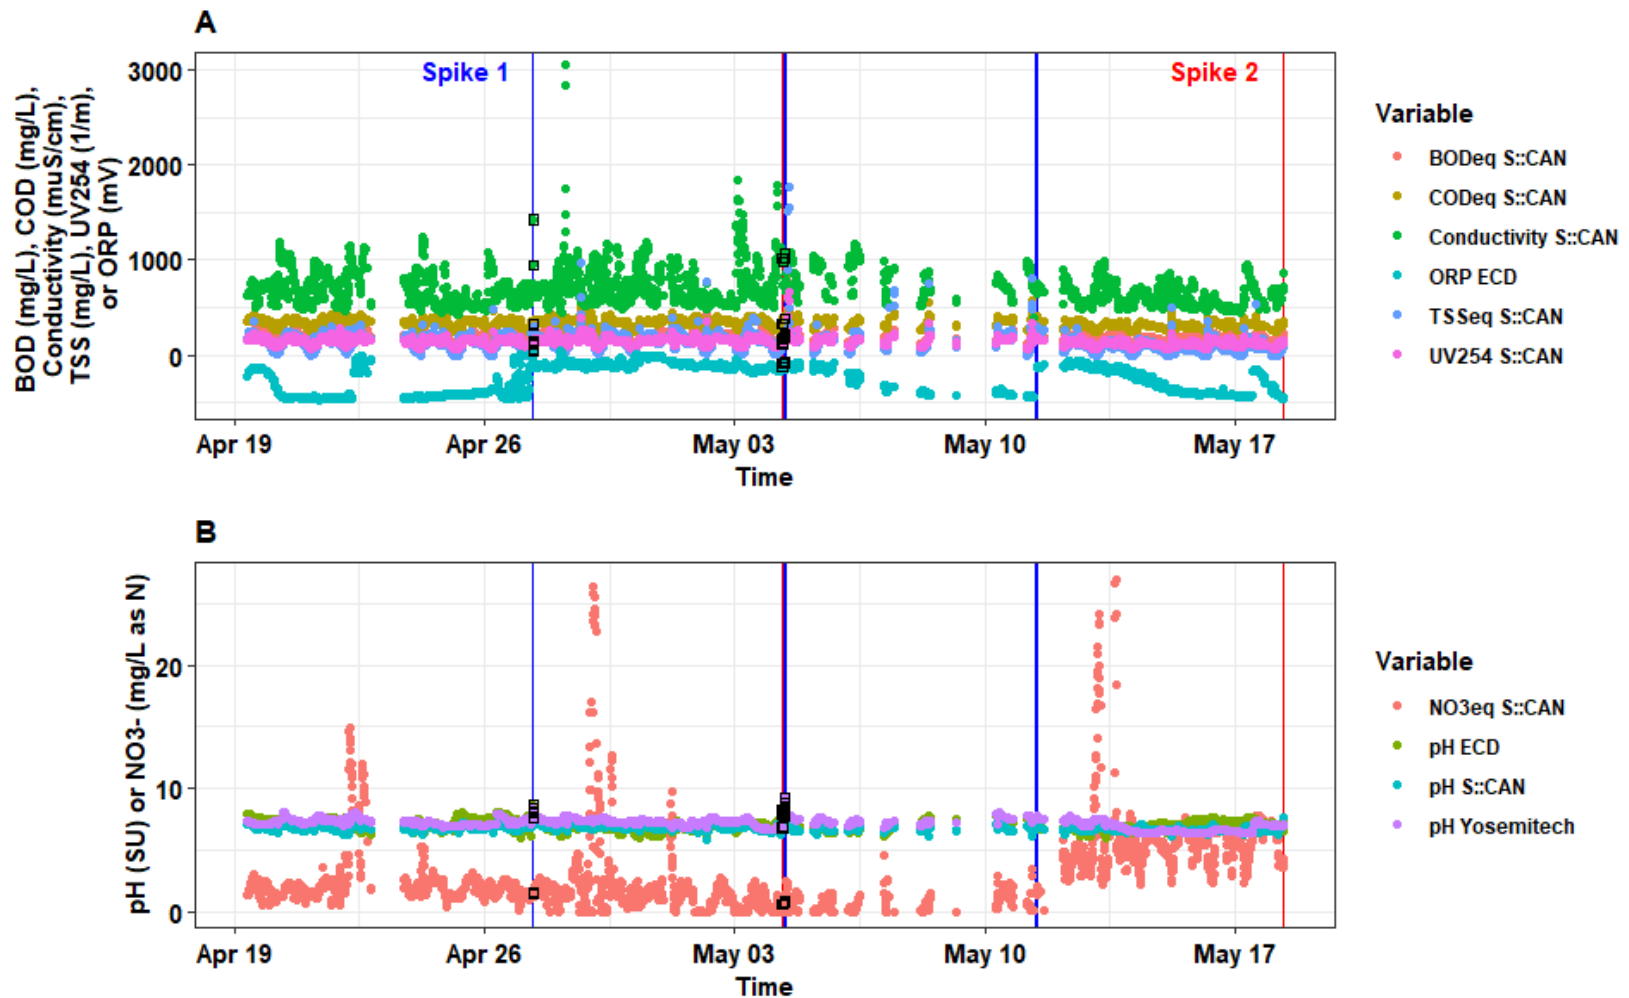 A
BOD (mg/L), COD (mg/L),
Conductivity (muS/cm),
TSS (mg/L), UV254 (1/m),
or ORP (mV)
3000
2000
1000
0
Spike 1
Spike 2
Apr 19
Apr 26
May 03
May 10
May 17
Time
Variable
BODeq S::CAN
CODeq S::CAN
Conductivity S::CAN
ORP ECD
TSSeq S::CAN
UV254 S::CAN
B
pH (SU) or NO3- (mg/L as N)
20
10
0
Apr 19
Apr 26
May 03
May 10
May 17
Time
Variable
NO3eq S::CAN
pH ECD
pH S::CAN
pH Yosemitech